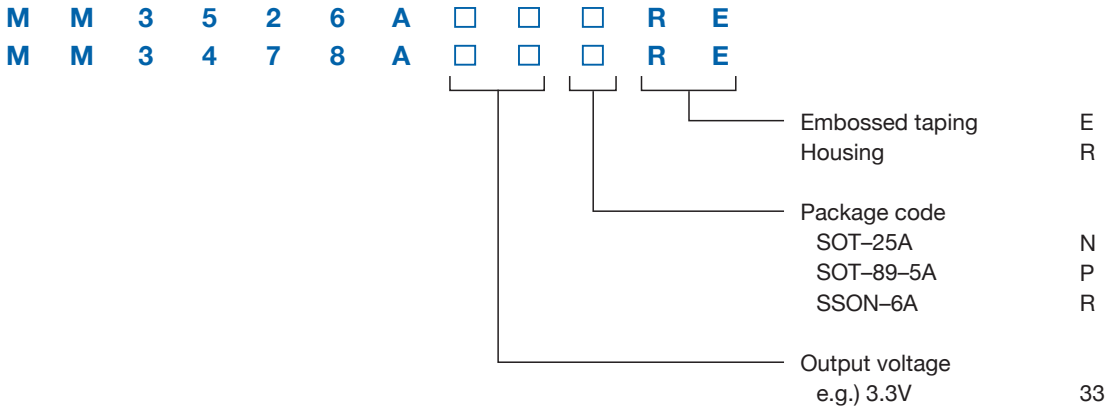 M M 3 5 2 6 A □ □ □ R E
M M 3 4 7 8 A □ □ □ R E
Embossed taping E
Housing R
Package code
SOT–25A N
SOT–89–5A P
SSON–6A R
Output voltage
e.g.) 3.3V 33